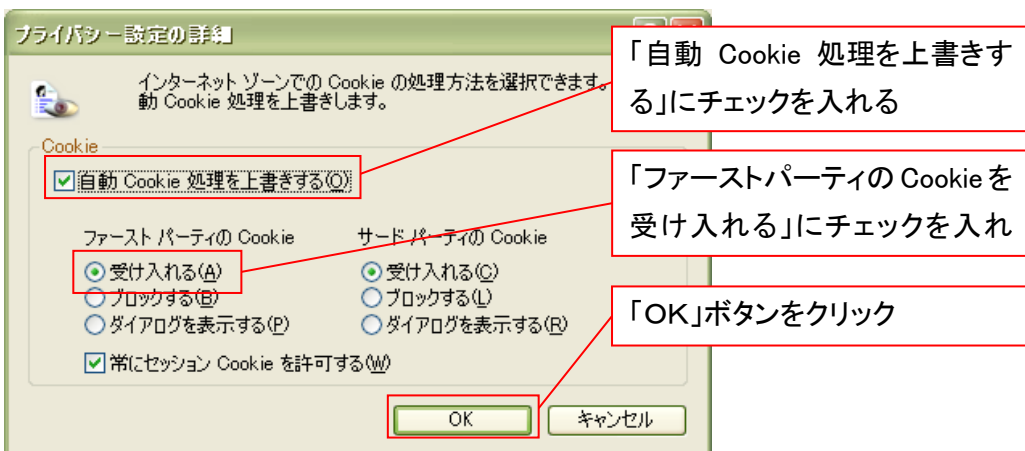 プライバシー設定の詳細
インターネット ゾーンでの Cookie の処理方法を選択できます。
動 Cookie 処理を上書きします。
Cookie
自動 Cookie 処理を上書きする(O)
ファースト パーティの Cookie
受け入れる(A)
ブロックする(B)
ダイアログを表示する(P)
サード パーティの Cookie
受け入れる(C)
ブロックする(L)
ダイアログを表示する(R)
常にセッション Cookie を許可する(W)
OK
キャンセル
「自動 Cookie 処理を上書きす
る」にチェックを入れる
「ファーストパーティの Cookie を
受け入れる」にチェックを入れ
「OK」ボタンをクリック